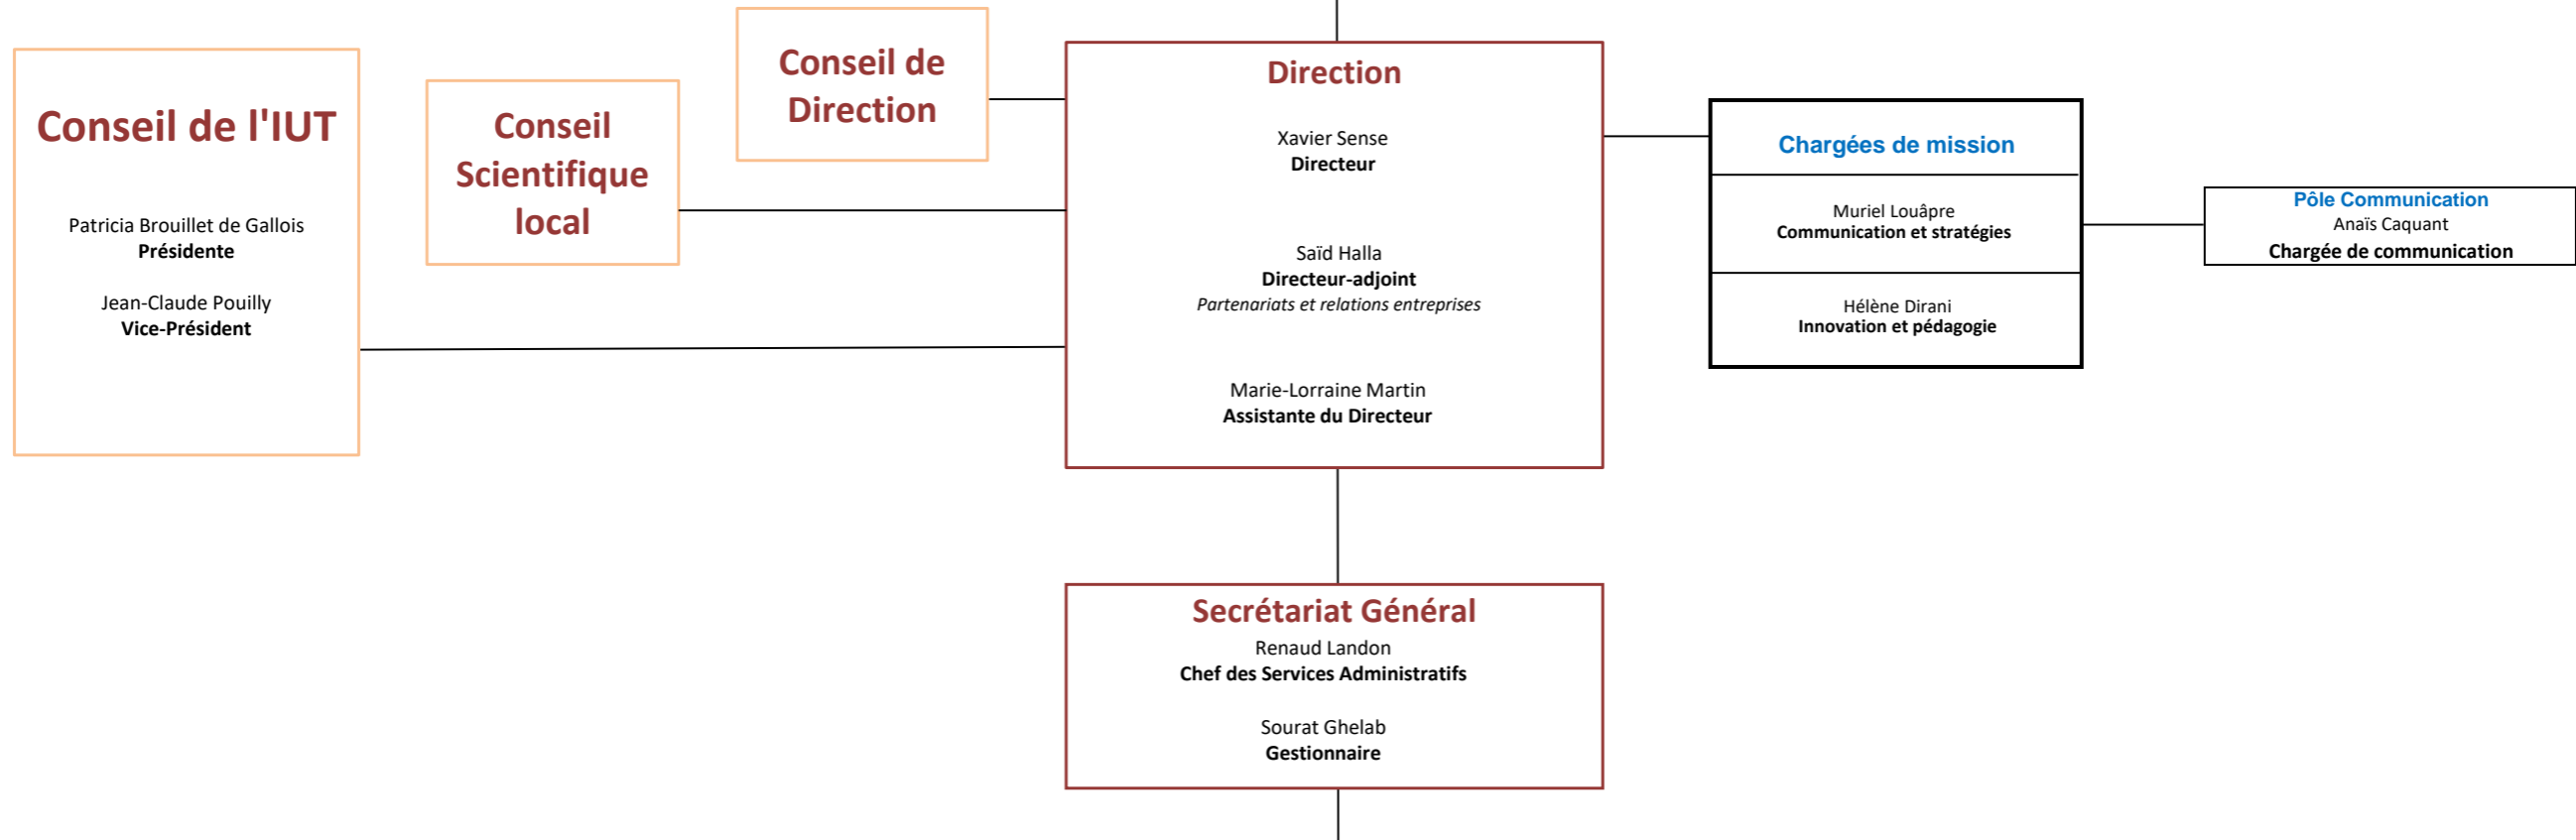 Conseil de l'IUT
Patricia Brouillet de Gallois
Présidente
Jean-Claude Pouilly
Vice-Président
Conseil
Scientifique
local
Conseil de
Direction
Direction
Xavier Sense
Directeur
Saïd Halla
Directeur-adjoint
Partenariats et relations entreprises
Marie-Lorraine Martin
Assistante du Directeur
Chargées de mission
Muriel Louâpre
Communication et stratégies
Hélène Dirani
Innovation et pédagogie
Pôle Communication
Anaïs Caquant
Chargée de communication
Secrétariat Général
Renaud Landon
Chef des Services Administratifs
Sourat Ghelab
Gestionnaire